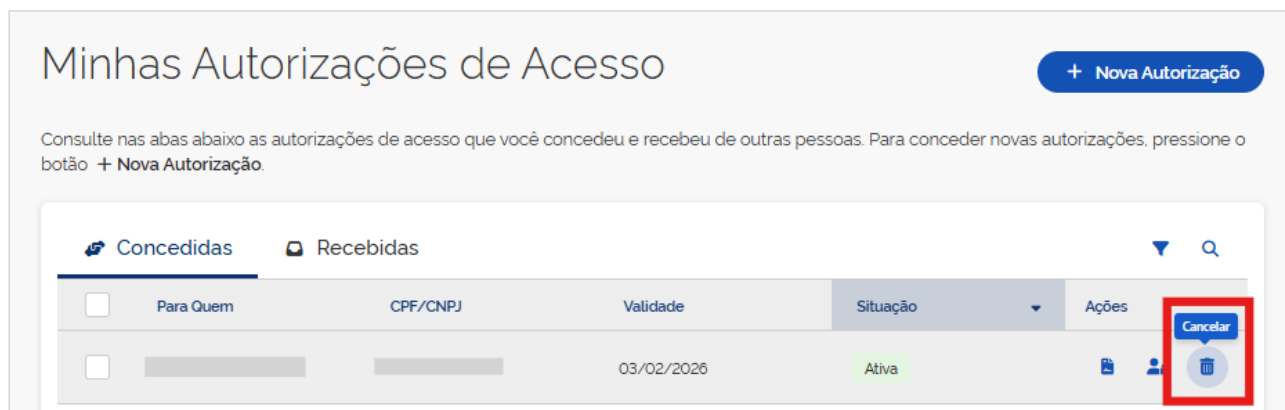 Minhas Autorizações de Acesso
+ Nova Autorização
Consulte nas abas abaixo as autorizações de acesso que você concedeu e recebeu de outras pessoas. Para conceder novas autorizações, pressione o
botão + Nova Autorização.
Concedidas Recebidas
Para Quem CPF/CNPJ Validade Situação Ações
Cancelar
03/02/2026 Ativa